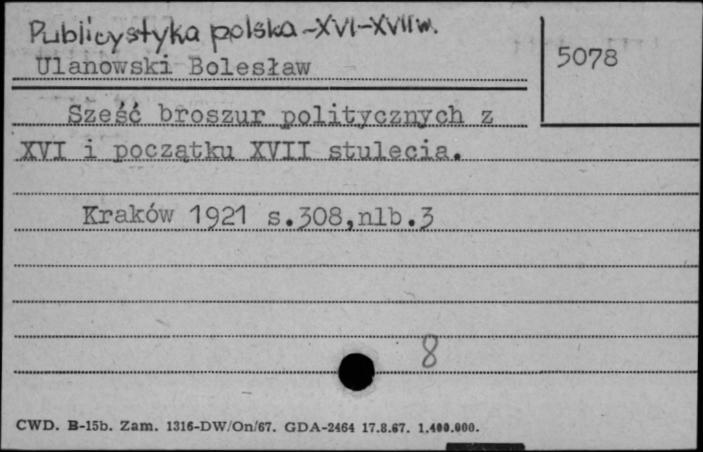 Publicystyka polska -XVI-XVII w.
Ulanowski Bolesław
5078
Sześć broszur politycznych z
XVI i początku XVII stulecia.
Kraków 1921 s.308,nlb.3
8
CWD. B-15b. Zam. 1316-DW/On/67. GDA-2464 17.8.67. 1.400.000.